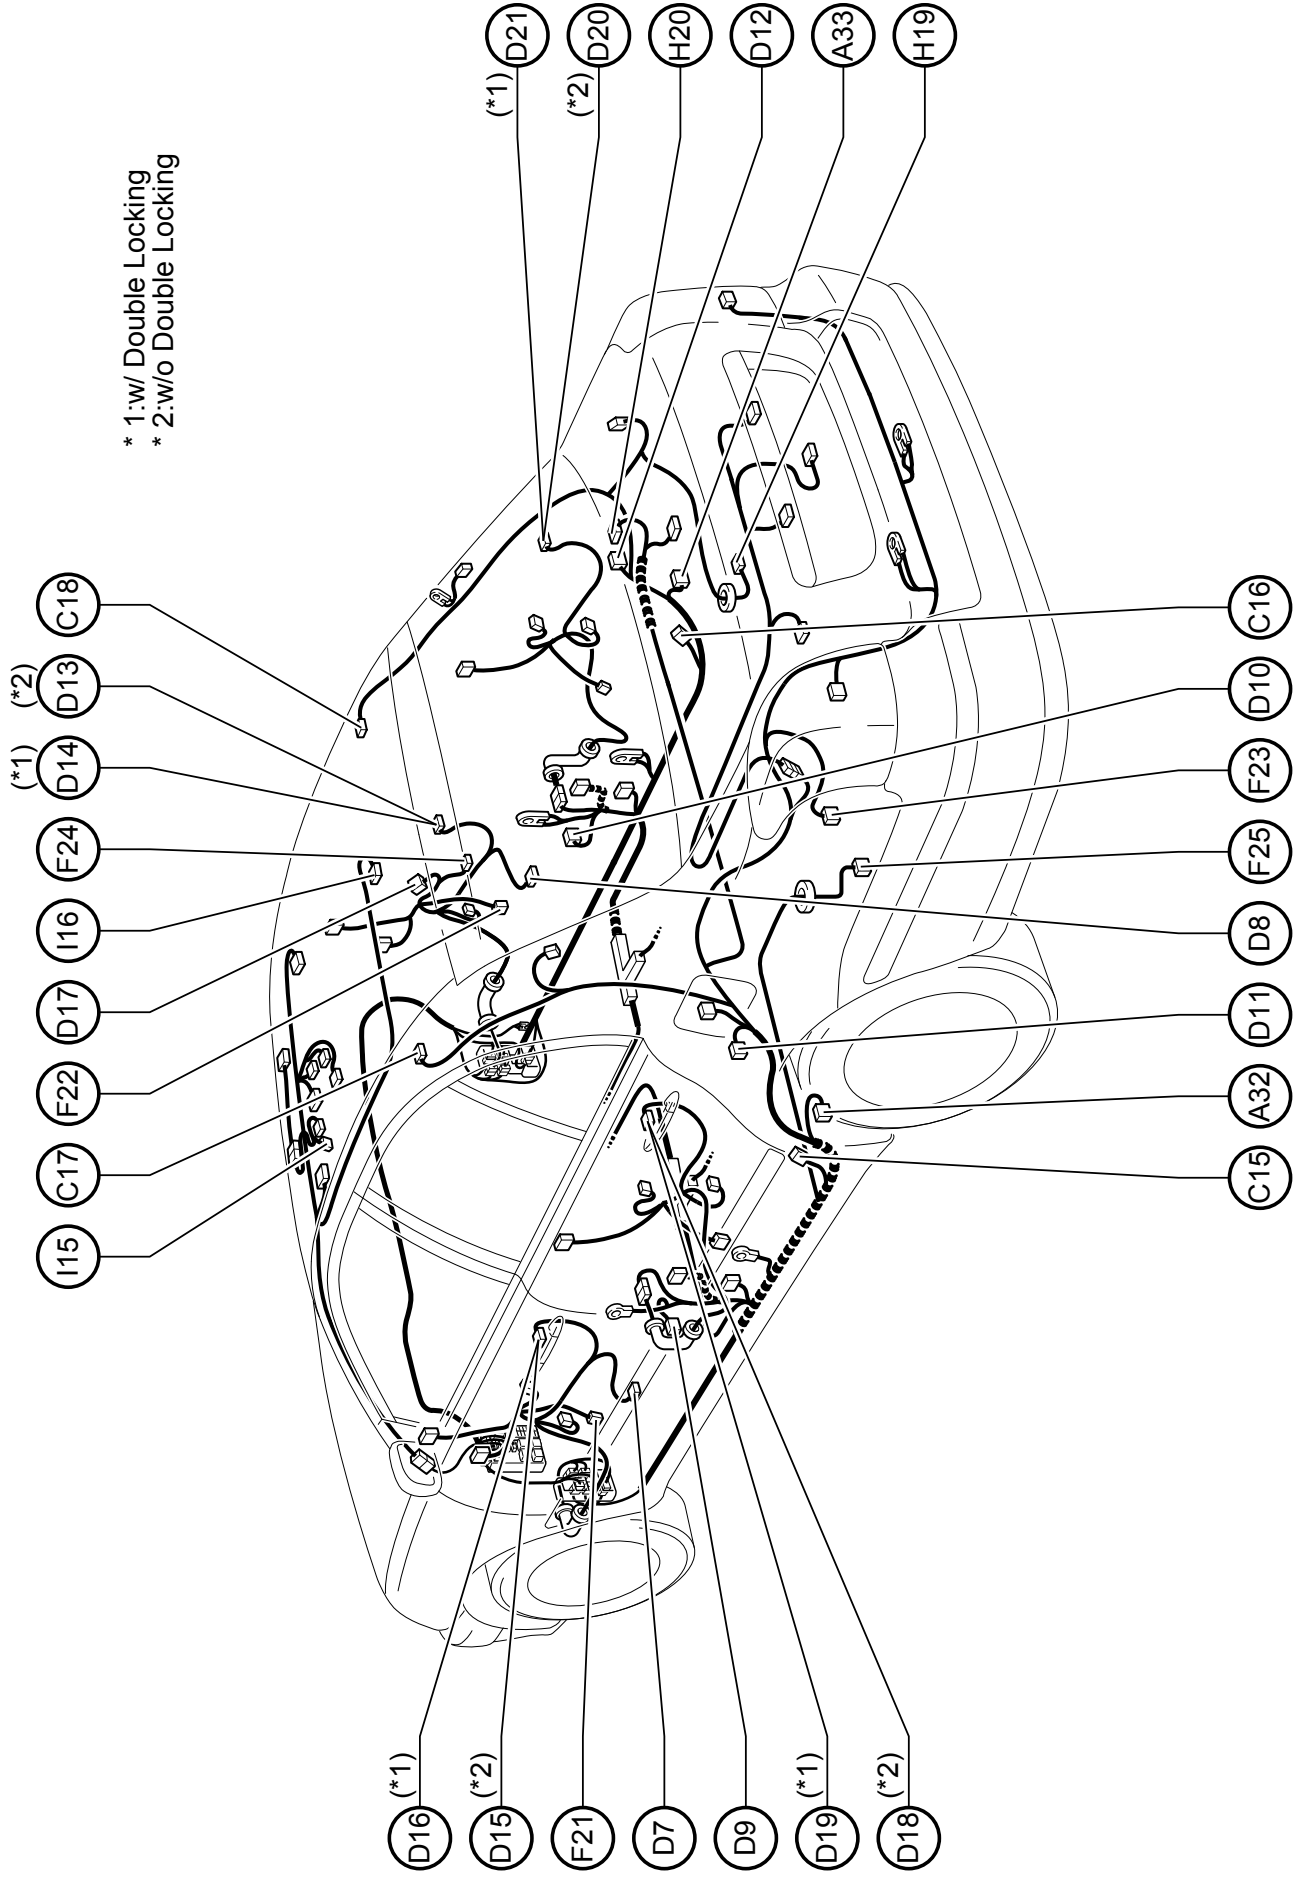 (*1) (*2)
I15 C17 F22 D17 I16 F24 D14 D13 C18
* 1:w/ Double Locking
* 2:w/o Double Locking
D16 (*1)
D15 (*2)
F21
D7
D9
D19 (*1)
D18 (*2)
(*1) D21
(*2) D20
H20
D12
A33
H19
C15 A32 D11 D8 F25 F23 D10 C16